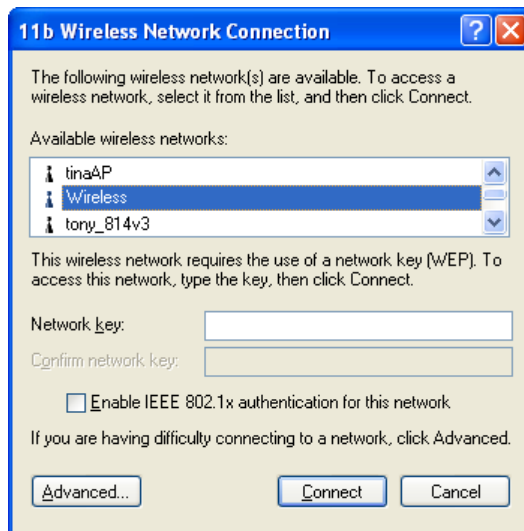 11b Wireless Network Connection
The following wireless network(s) are available. To access a
wireless network, select it from the list, and then click Connect.
Available wireless networks:
tinaAP
Wireless
tony_814v3
This wireless network requires the use of a network key (WEP). To
access this network, type the key, then click Connect.
Network key:
Confirm network key:
Enable IEEE 802.1x authentication for this network
If you are having difficulty connecting to a network, click Advanced.
Advanced... Connect Cancel